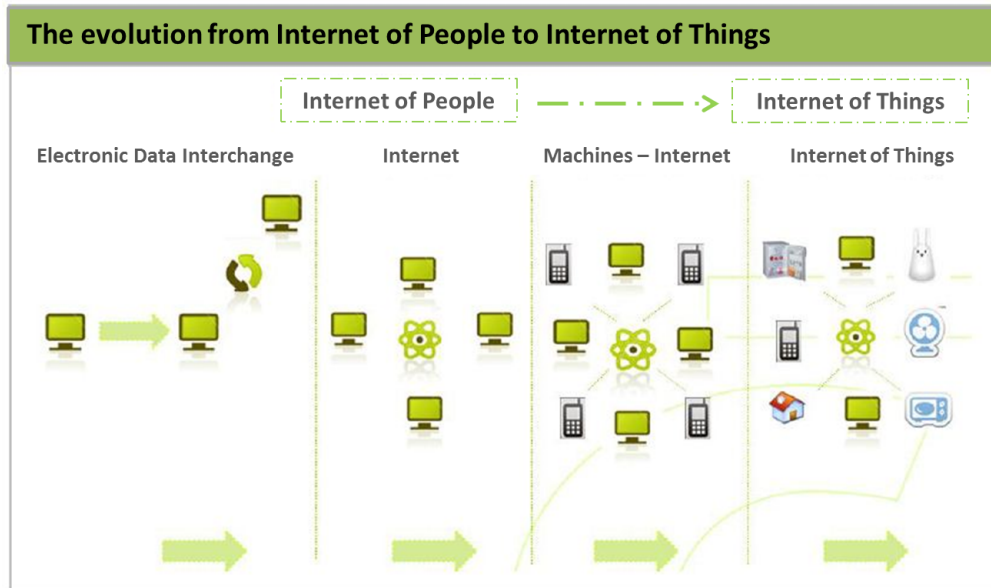 The evolution from Internet of People to Internet of Things
Internet of People
Internet of Things
Electronic Data Interchange
Internet
Machines – Internet
Internet of Things